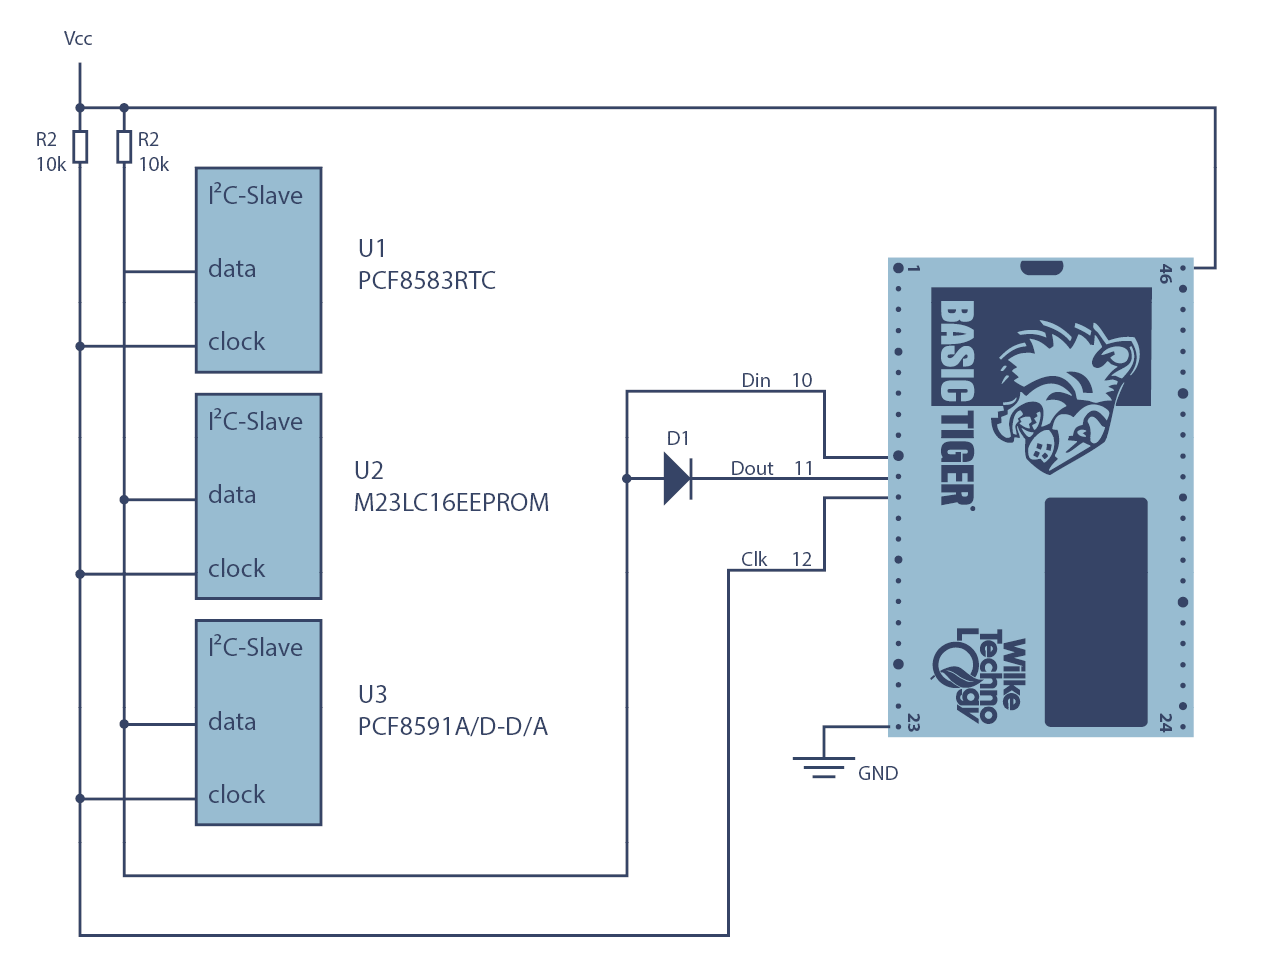 Vcc
R2
10k
R2
10k
I²C-Slave
data
clock
U1
PCF8583RTC
I²C-Slave
data
clock
U2
M23LC16EEPROM
I²C-Slave
data
clock
U3
PCF8591A/D-D/A
Din 10
D1
Dout 11
Clk 12
GND
1
46
BASIC TIGER
Wilke
Techno
Logy
23
24